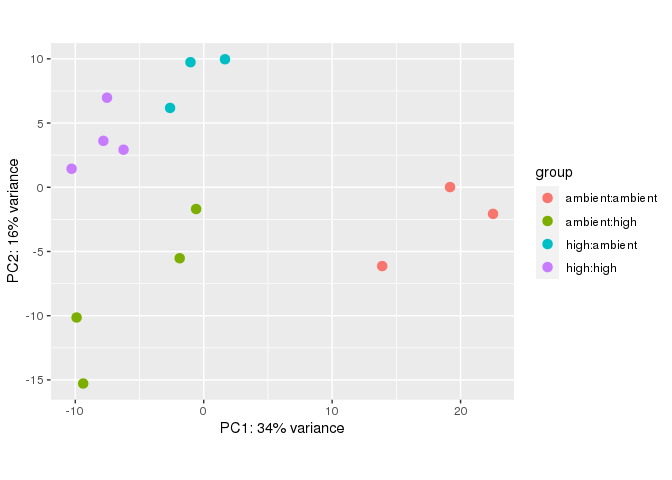 10
5
0
-5
-10
-15
PC2: 16% variance
-10
0
10
20
PC1: 34% variance
group
ambient:ambient
ambient:high
high:ambient
high:high